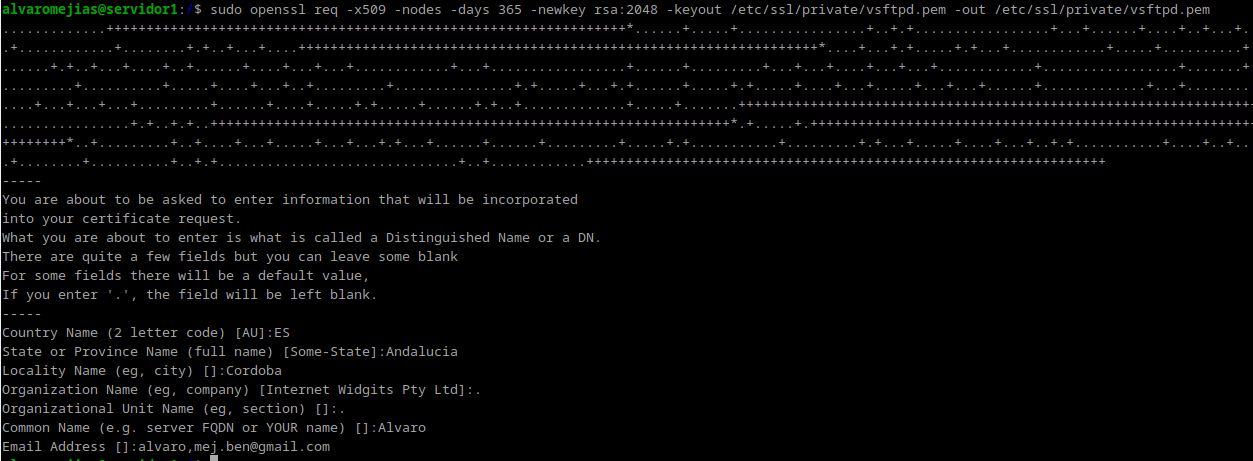 alvaromejias@servidor1:/$ sudo openssl req -x509 -nodes -days 365 -newkey rsa:2048 -keyout /etc/ssl/private/vsftpd.pem -out /etc/ssl/private/vsftpd.pem
-----
You are about to be asked to enter information that will be incorporated
into your certificate request.
What you are about to enter is what is called a Distinguished Name or a DN.
There are quite a few fields but you can leave some blank
For some fields there will be a default value,
If you enter '.', the field will be left blank.
-----
Country Name (2 letter code) [AU]:ES
State or Province Name (full name) [Some-State]:Andalucia
Locality Name (eg, city) []:Cordoba
Organization Name (eg, company) [Internet Widgits Pty Ltd]:.
Organizational Unit Name (eg, section) []:.
Common Name (e.g. server FQDN or YOUR name) []:Alvaro
Email Address []:alvaro,mej.ben@gmail.com